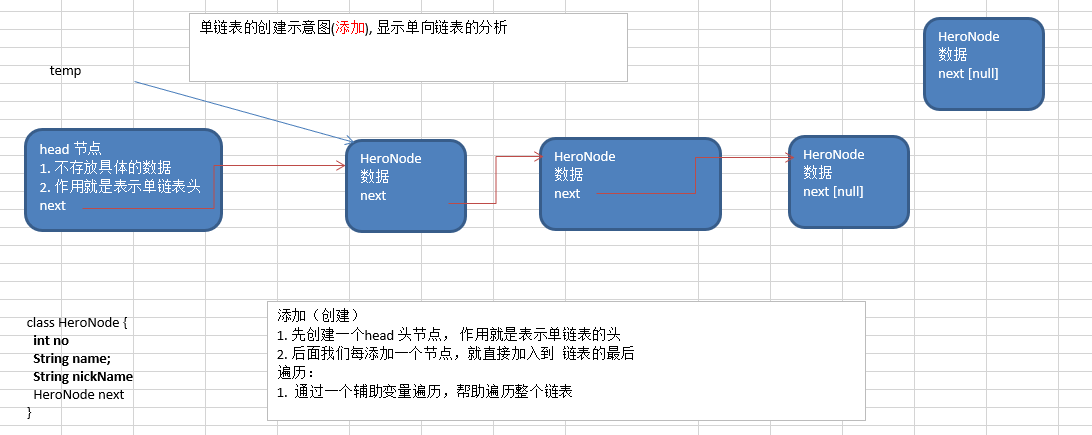 单链表的创建示意图(添加), 显示单向链表的分析
HeroNode
数据
next [null]
temp
head 节点
1. 不存放具体的数据
2. 作用就是表示单链表头
next
HeroNode
数据
next
HeroNode
数据
next
HeroNode
数据
next [null]
class HeroNode {
int no
String name;
String nickName
HeroNode next
}
添加（创建）
1. 先创建一个head 头节点， 作用就是表示单链表的头
2. 后面我们每添加一个节点，就直接加入到 链表的最后
遍历：
1. 通过一个辅助变量遍历，帮助遍历整个链表